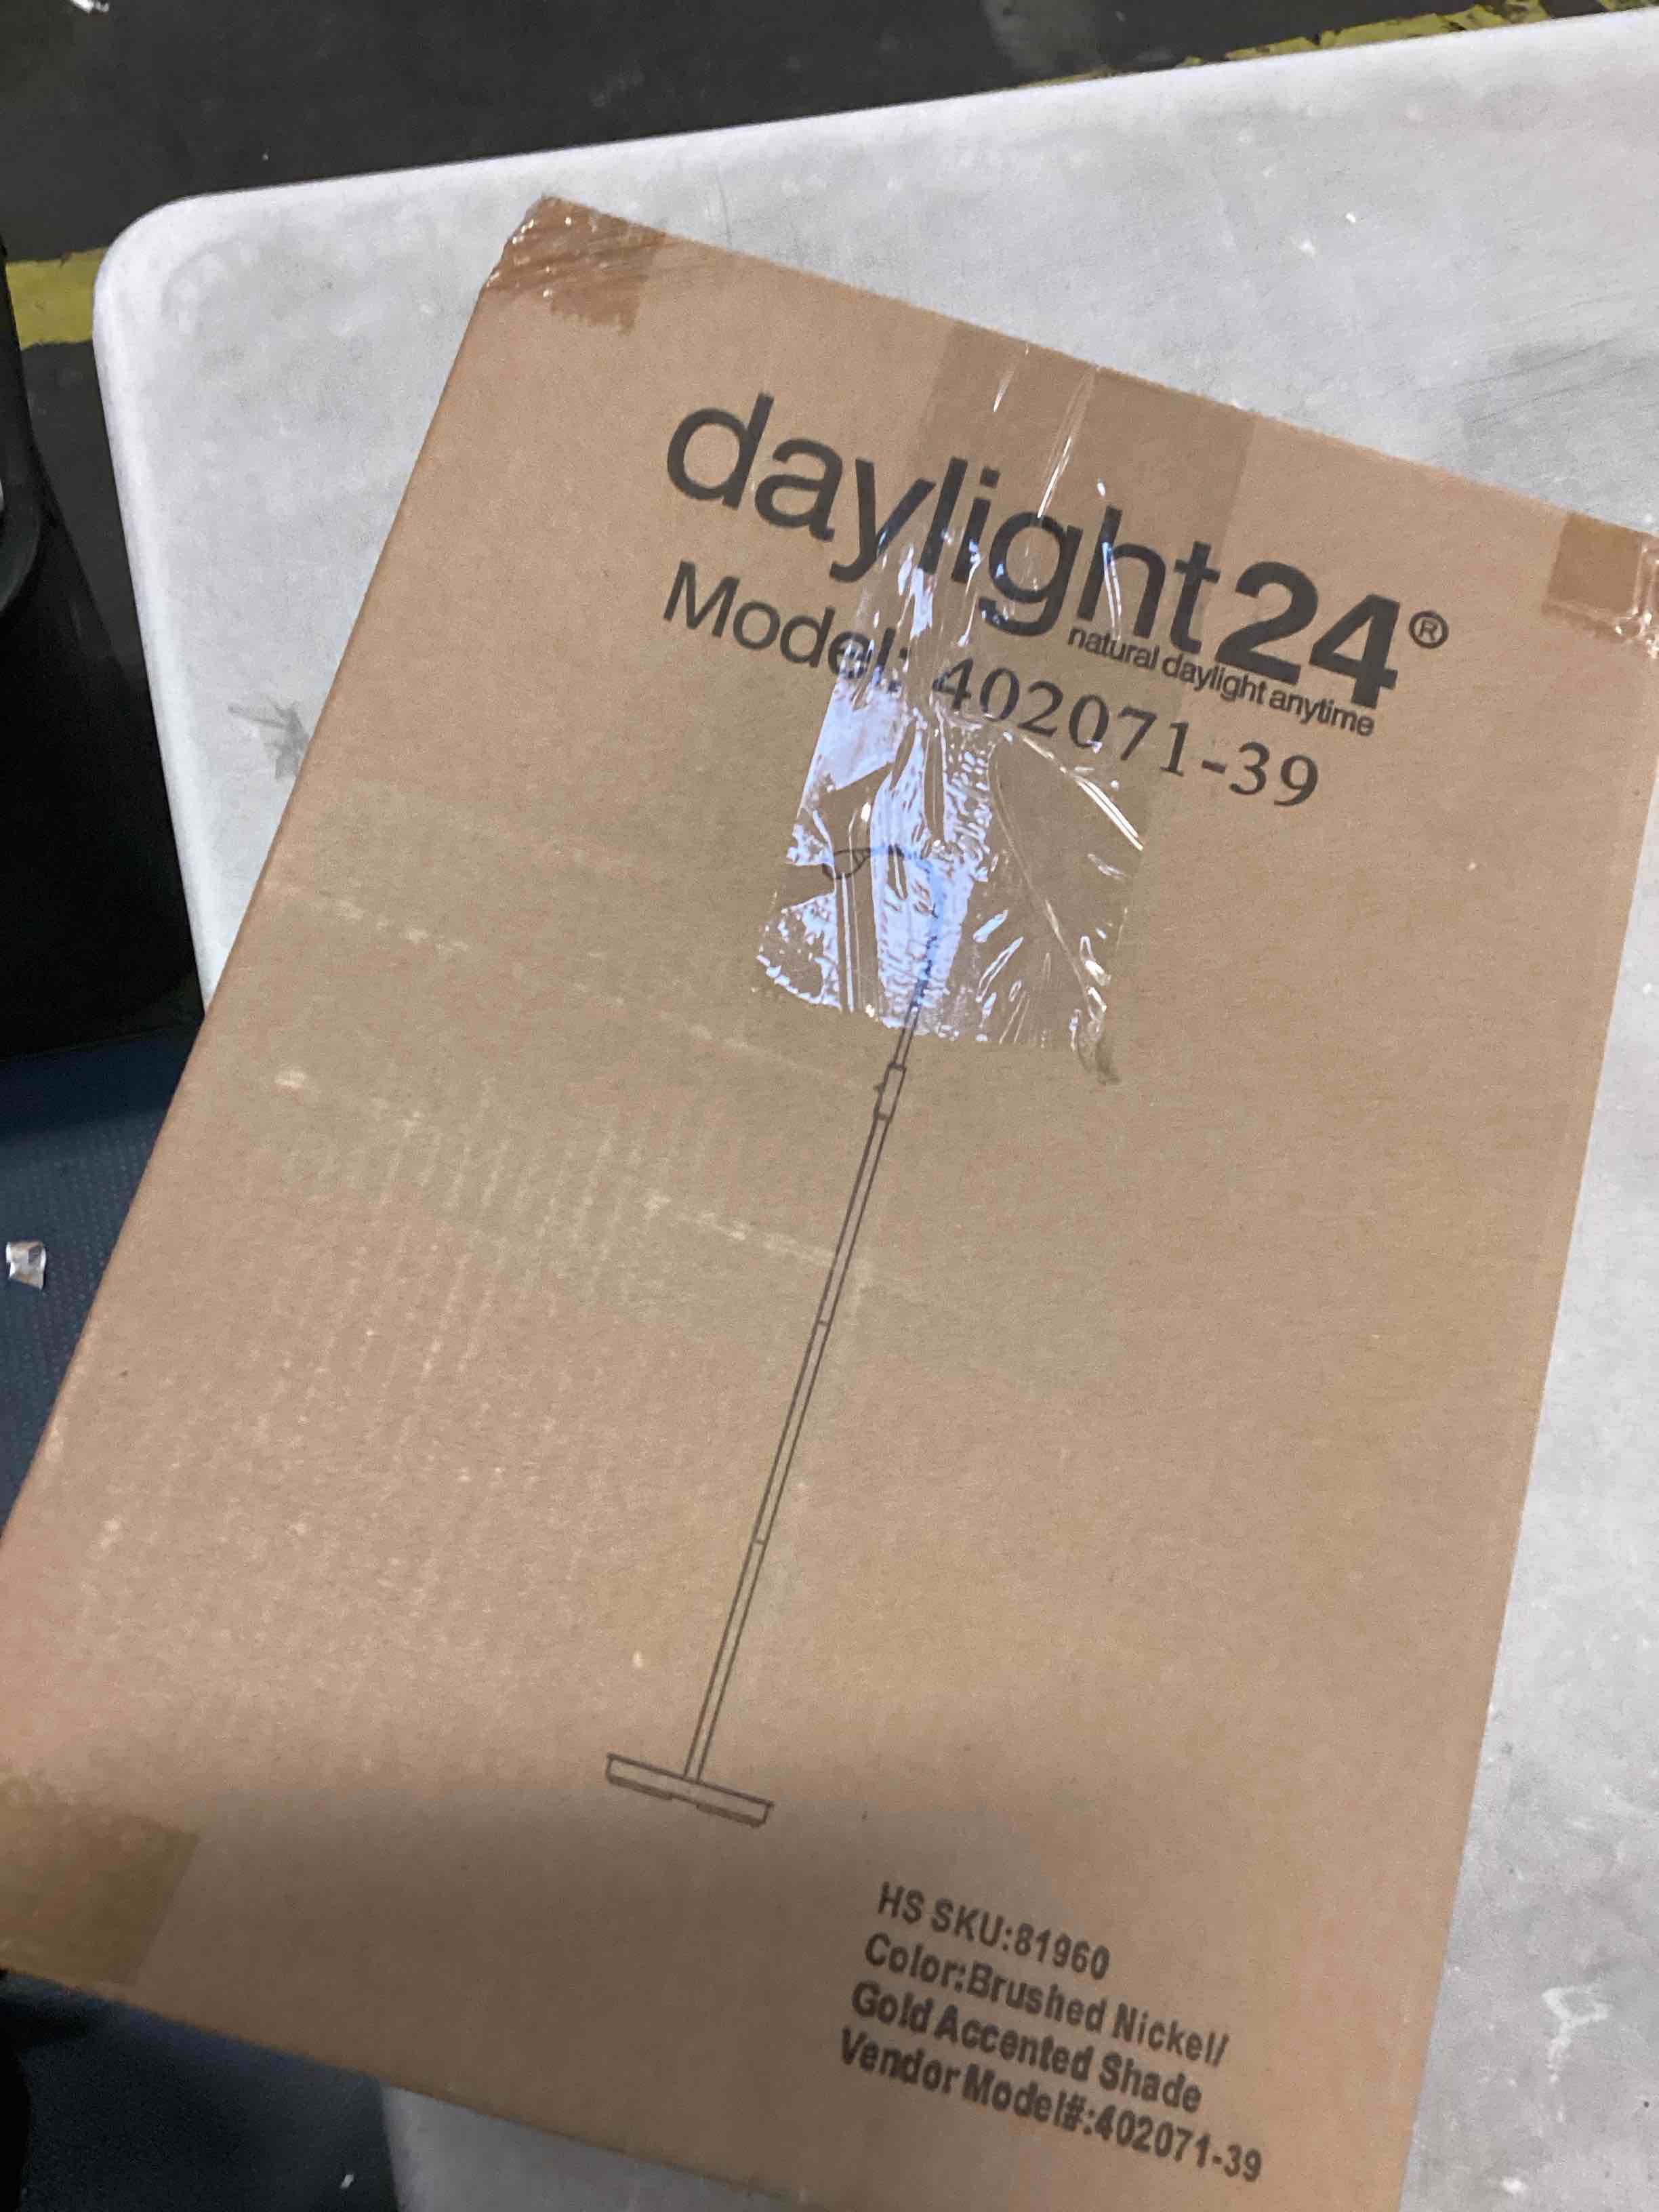 daylight24®
natural daylight anytime
Model: 402071-39
HS SKU:81960
Color:Brushed Nickel/
Gold Accented Shade
Vendor Model#:402071-39